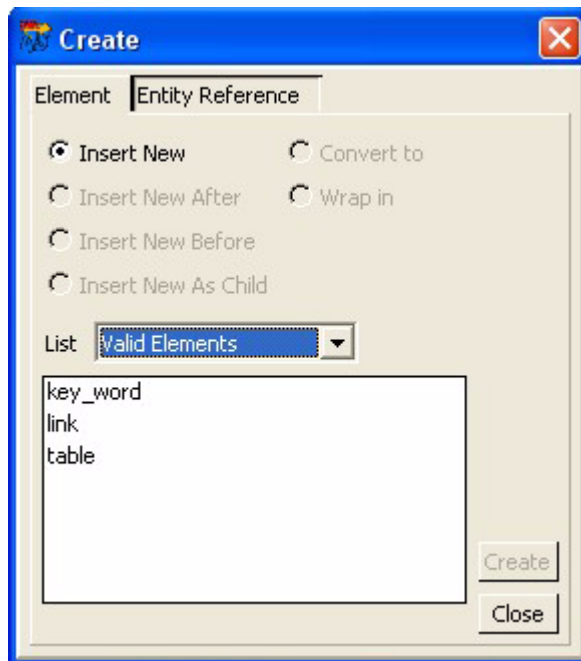 Create
Element Entity Reference
Insert New Convert to
Insert New After Wrap in
Insert New Before
Insert New As Child
List Valid Elements
key_word
link
table
Create
Close